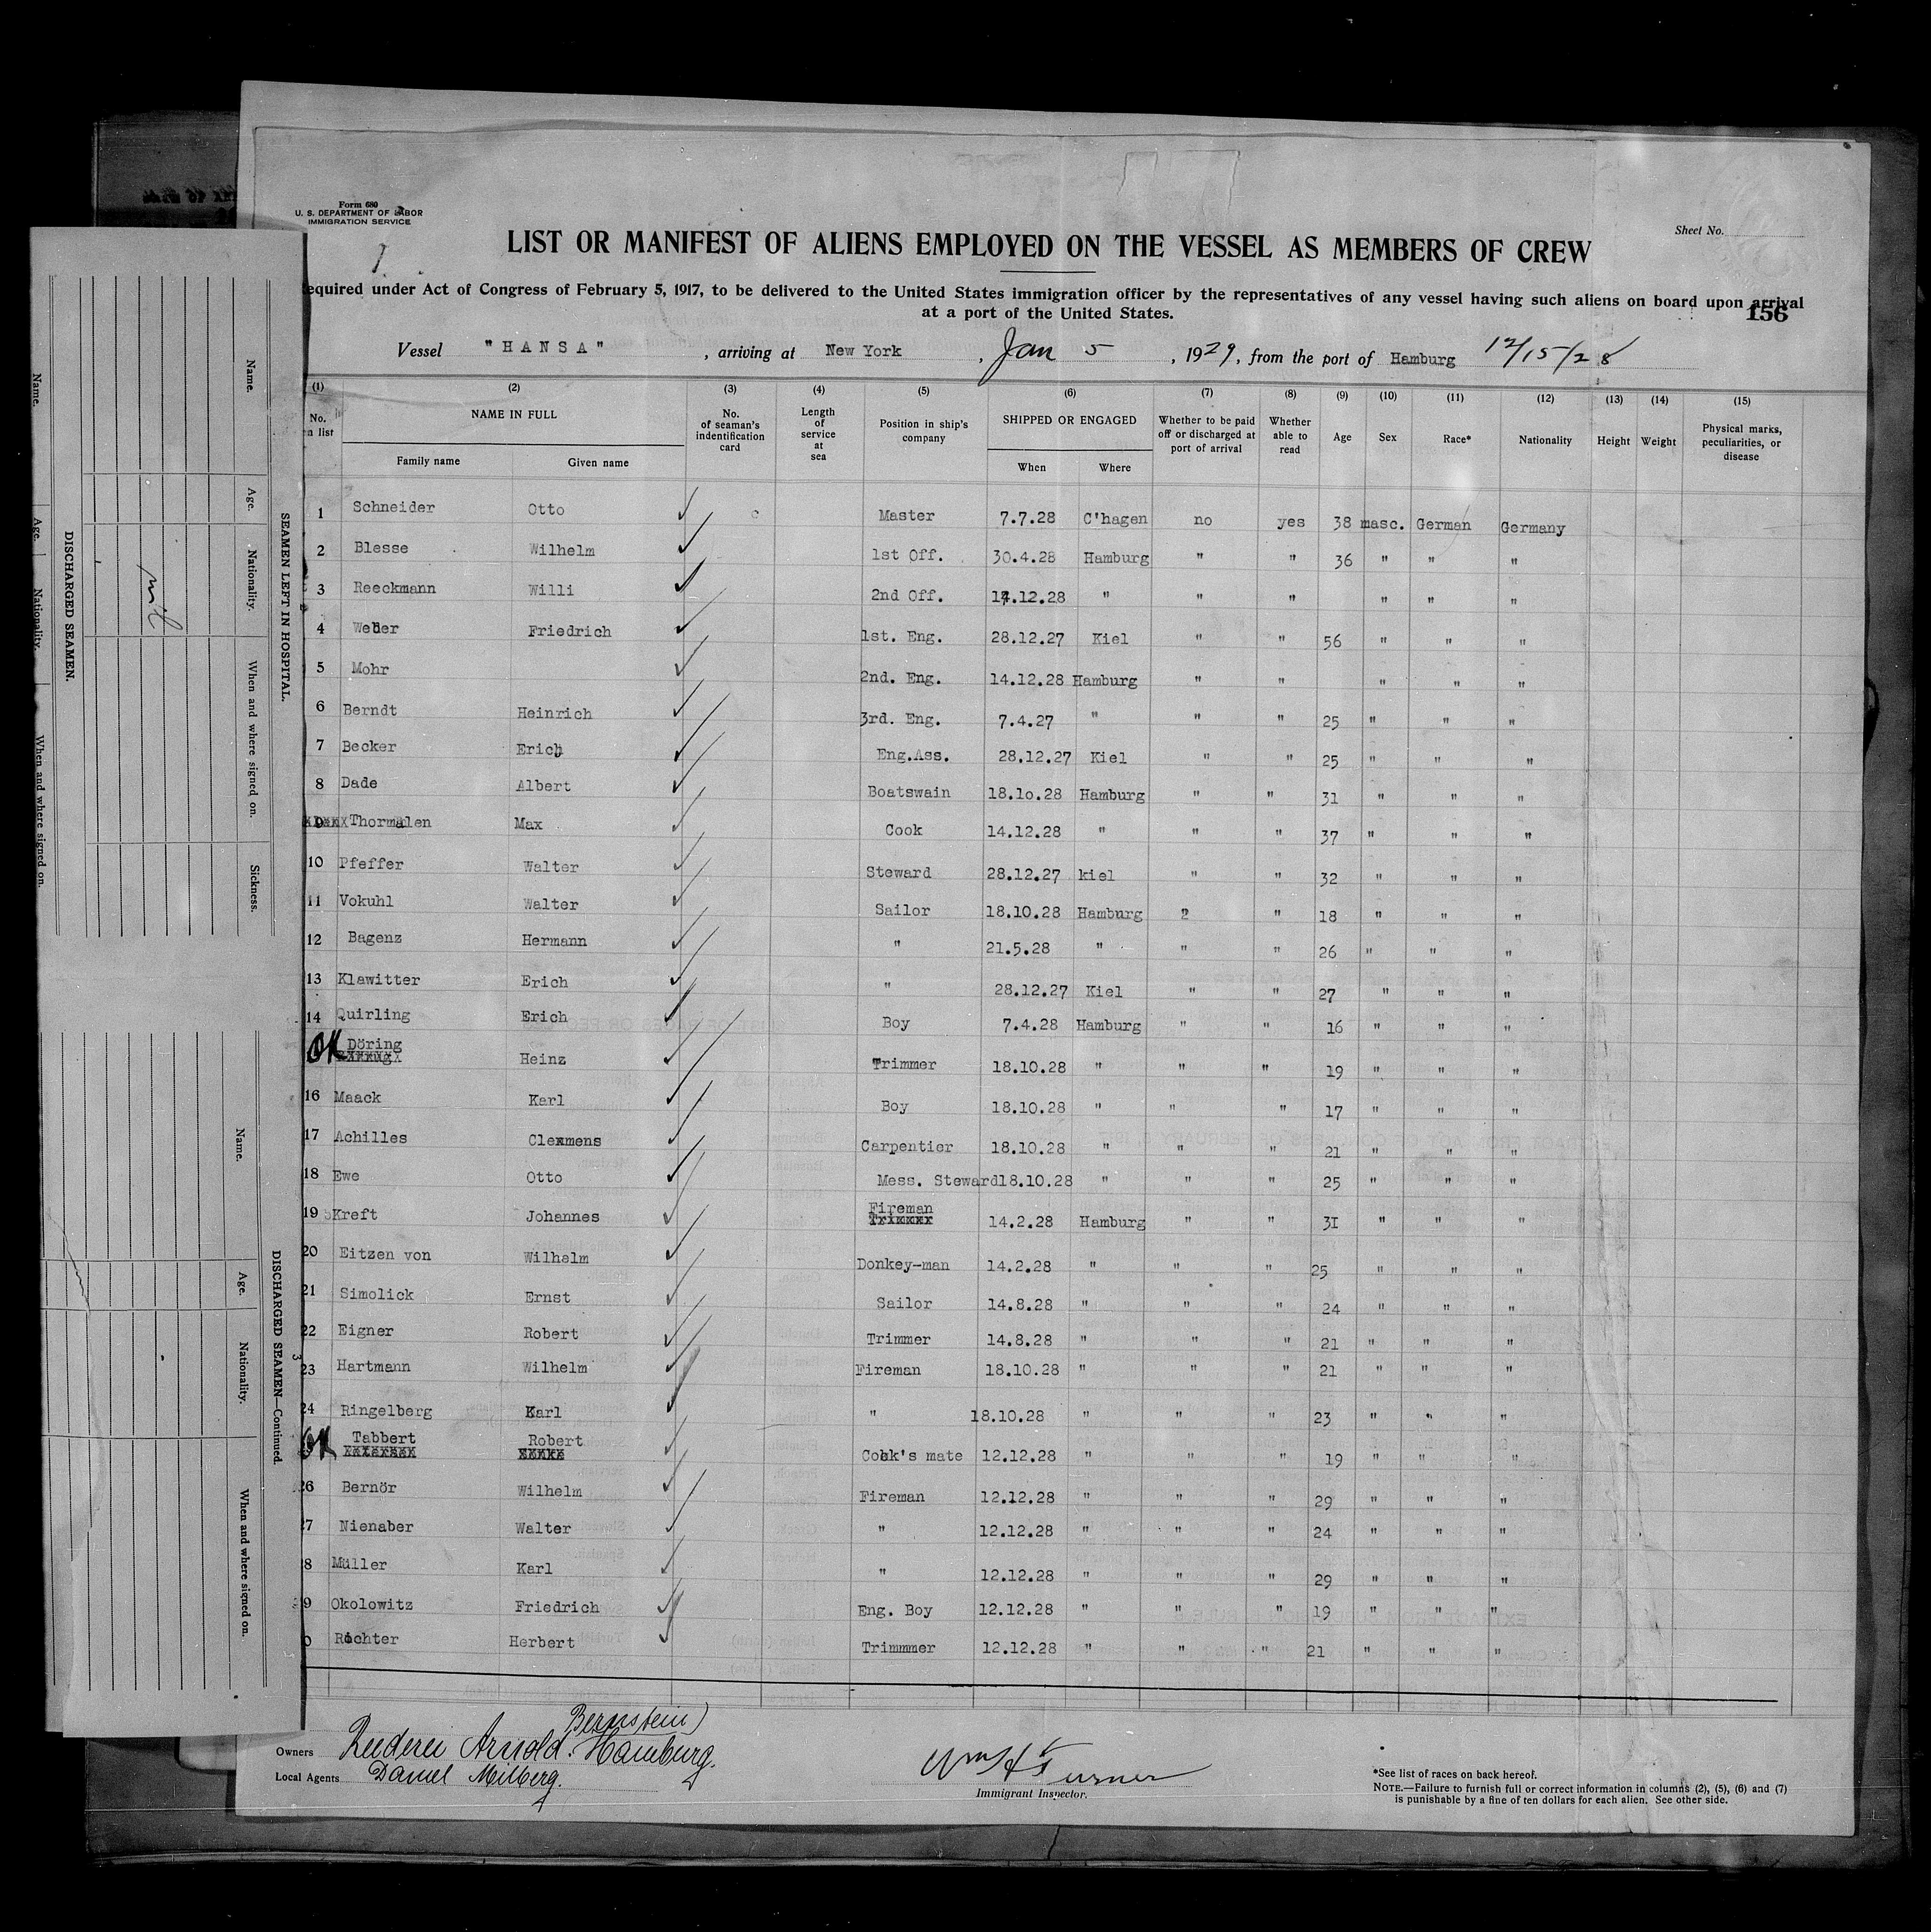 Form 680
U. S. DEPARTMENT OF LABOR
IMMIGRATION SERVICE
Sheet No.
LIST OR MANIFEST OF ALIENS EMPLOYED ON THE VESSEL AS MEMBERS OF CREW
equired under Act of Congress of February 5, 1917, to be delivered to the United States immigration officer by the representatives of any vessel having such aliens on board upon arrival
at a port of the United States.
156
Vessel "HANSA", arriving at New York, Jan 5, 1929, from the port of Hamburg 12/15/28
(1) (2) (3) (4) (5) (6) (7) (8) (9) (10) (11) (12) (13) (14) (15)
No. n list NAME IN FULL Family name Given name No. of seaman's indentification card Length of service at sea Position in ship's company SHIPPED OR ENGAGED When Where Whether to be paid off or discharged at port of arrival Whether able to read Age Sex Race* Nationality Height Weight Physical marks, peculiarities, or disease
1 Schneider Otto Master 7.7.28 C'hagen no yes 38 masc. German Germany
2 Blesse Wilhelm 1st Off. 30.4.28 Hamburg " " 36 " " "
3 Reeckmann Willi 2nd Off. 12.28 " " " " " "
4 Weber Friedrich 1st. Eng. 28.12.27 Kiel " " 56 " " "
5 Mohr 2nd. Eng. 14.12.28 Hamburg " " " " "
6 Berndt Heinrich 3rd. Eng. 7.4.27 " " " 25 " " "
7 Becker Erich Eng.Ass. 28.12.27 Kiel " " 25 " " "
8 Dade Albert Boatswain 18.1o.28 Hamburg " " 31 " " "
9 Thormalen Max Cook 14.12.28 " " " 37 " " "
10 Pfeffer Walter Steward 28.12.27 kiel " " 32 " " "
11 Vokuhl Walter Sailor 18.10.28 Hamburg 2 " 18 " " "
12 Bagenz Hermann " 21.5.28 " " " 26 " " "
13 Klawitter Erich " 28.12.27 Kiel " " 27 " " "
14 Quirling Erich Boy 7.4.28 Hamburg " " 16 " " "
OK Döring Heinz Trimmer 18.10.28 " " " 19 " " "
16 Maack Karl Boy 18.10.28 " " " 17 " " "
17 Achilles Clemmens Carpentier 18.10.28 " " " 21 " " "
18 Ewe Otto Mess. Steward 18.10.28 " " " 25 " " "
19 Kreft Johannes Fireman Trimmer 14.2.28 Hamburg " " 31 " " "
20 Eitzen von Wilhalm Donkey-man 14.2.28 " " " 25 " " "
21 Simolick Ernst Sailor 14.8.28 " " " 24 " " "
22 Eigner Robert Trimmer 14.8.28 " " " 21 " " "
23 Hartmann Wilhelm Fireman 18.10.28 " " " 21 " " "
24 Ringelberg Karl " 18.10.28 " " " 23 " " "
OK Tabbert Robert Cook's mate 12.12.28 " " " 19 " " "
26 Bernör Wilhelm Fireman 12.12.28 " " " 29 " " "
27 Nienaber Walter " 12.12.28 " " " 24 " " "
8 Müller Karl " 12.12.28 " " " 29 " " "
9 Okolowitz Friedrich Eng. Boy 12.12.28 " " " 19 " " "
0 Richter Herbert Trimmmer 12.12.28 " " " 21 " " "
Owners Reederei Arnold Bernstein) Hamburg.
Local Agents Daniel Milberg.
Wm H Turner
Immigrant Inspector.
*See list of races on back hereof.
NOTE.—Failure to furnish full or correct information in columns (2), (5), (6) and (7)
is punishable by a fine of ten dollars for each alien. See other side.
SEAMEN LEFT IN HOSPITAL.
Name. Age. Nationality. When and where signed on. Sickness.
nil
DISCHARGED SEAMEN.
Name. Age. Nationality. When and where signed on.
DISCHARGED SEAMEN—Continued.
Name. Age. Nationality. When and where signed on.
3